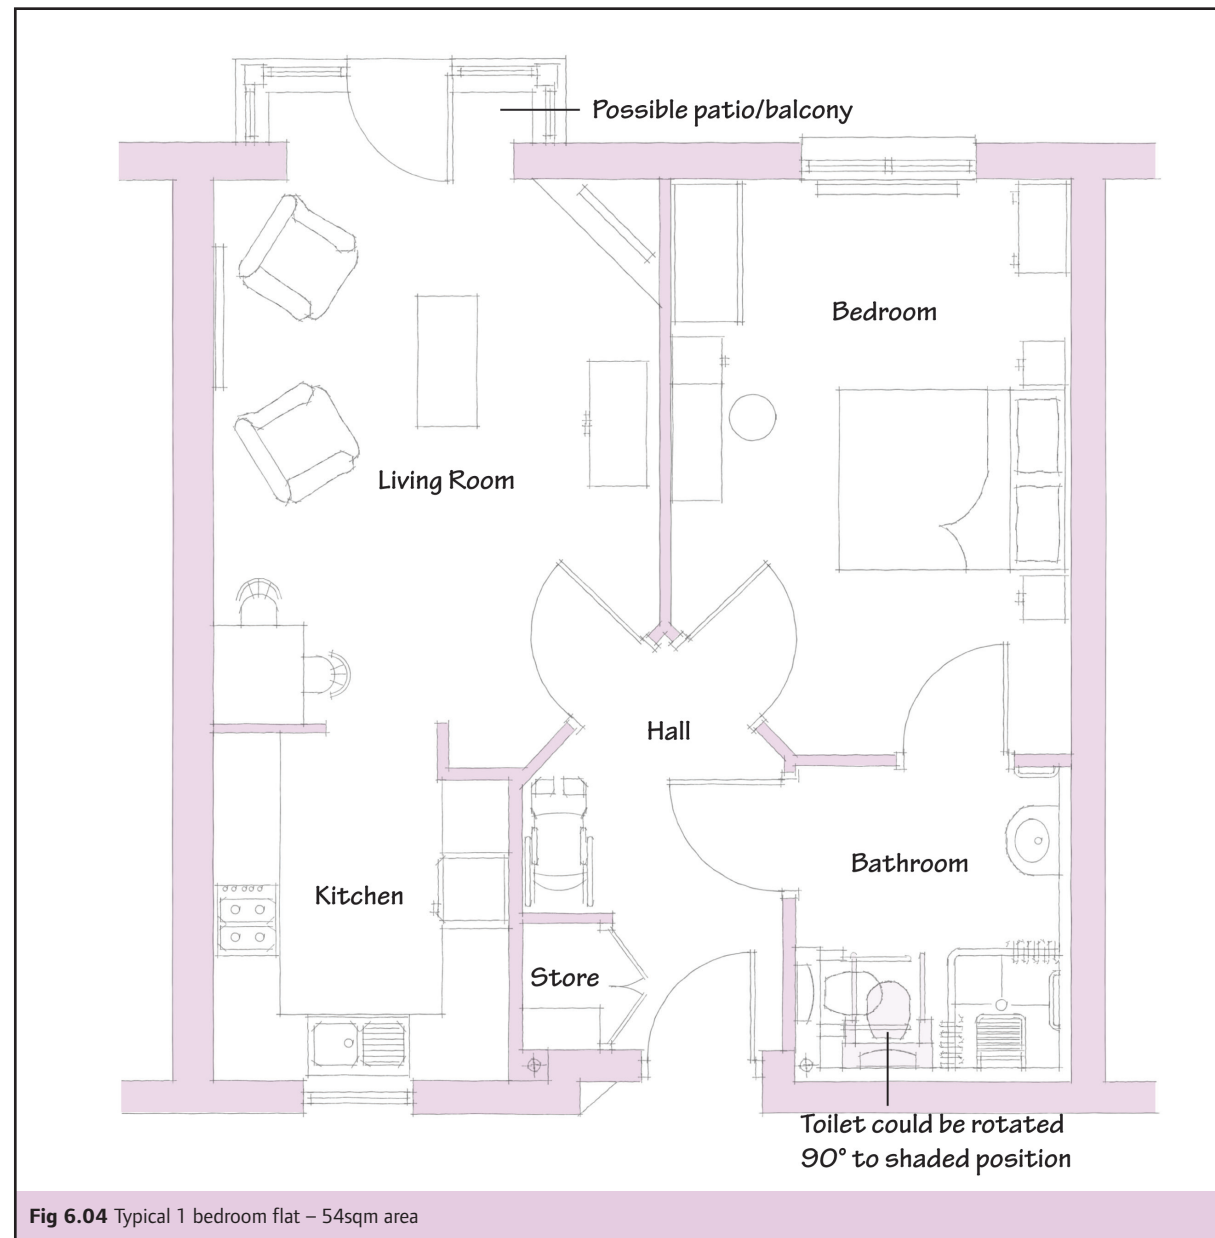 Possible patio/balcony
Bedroom
Living Room
Hall
Bathroom
Kitchen
Store
Toilet could be rotated
90° to shaded position
Fig 6.04 Typical 1 bedroom flat – 54sqm area